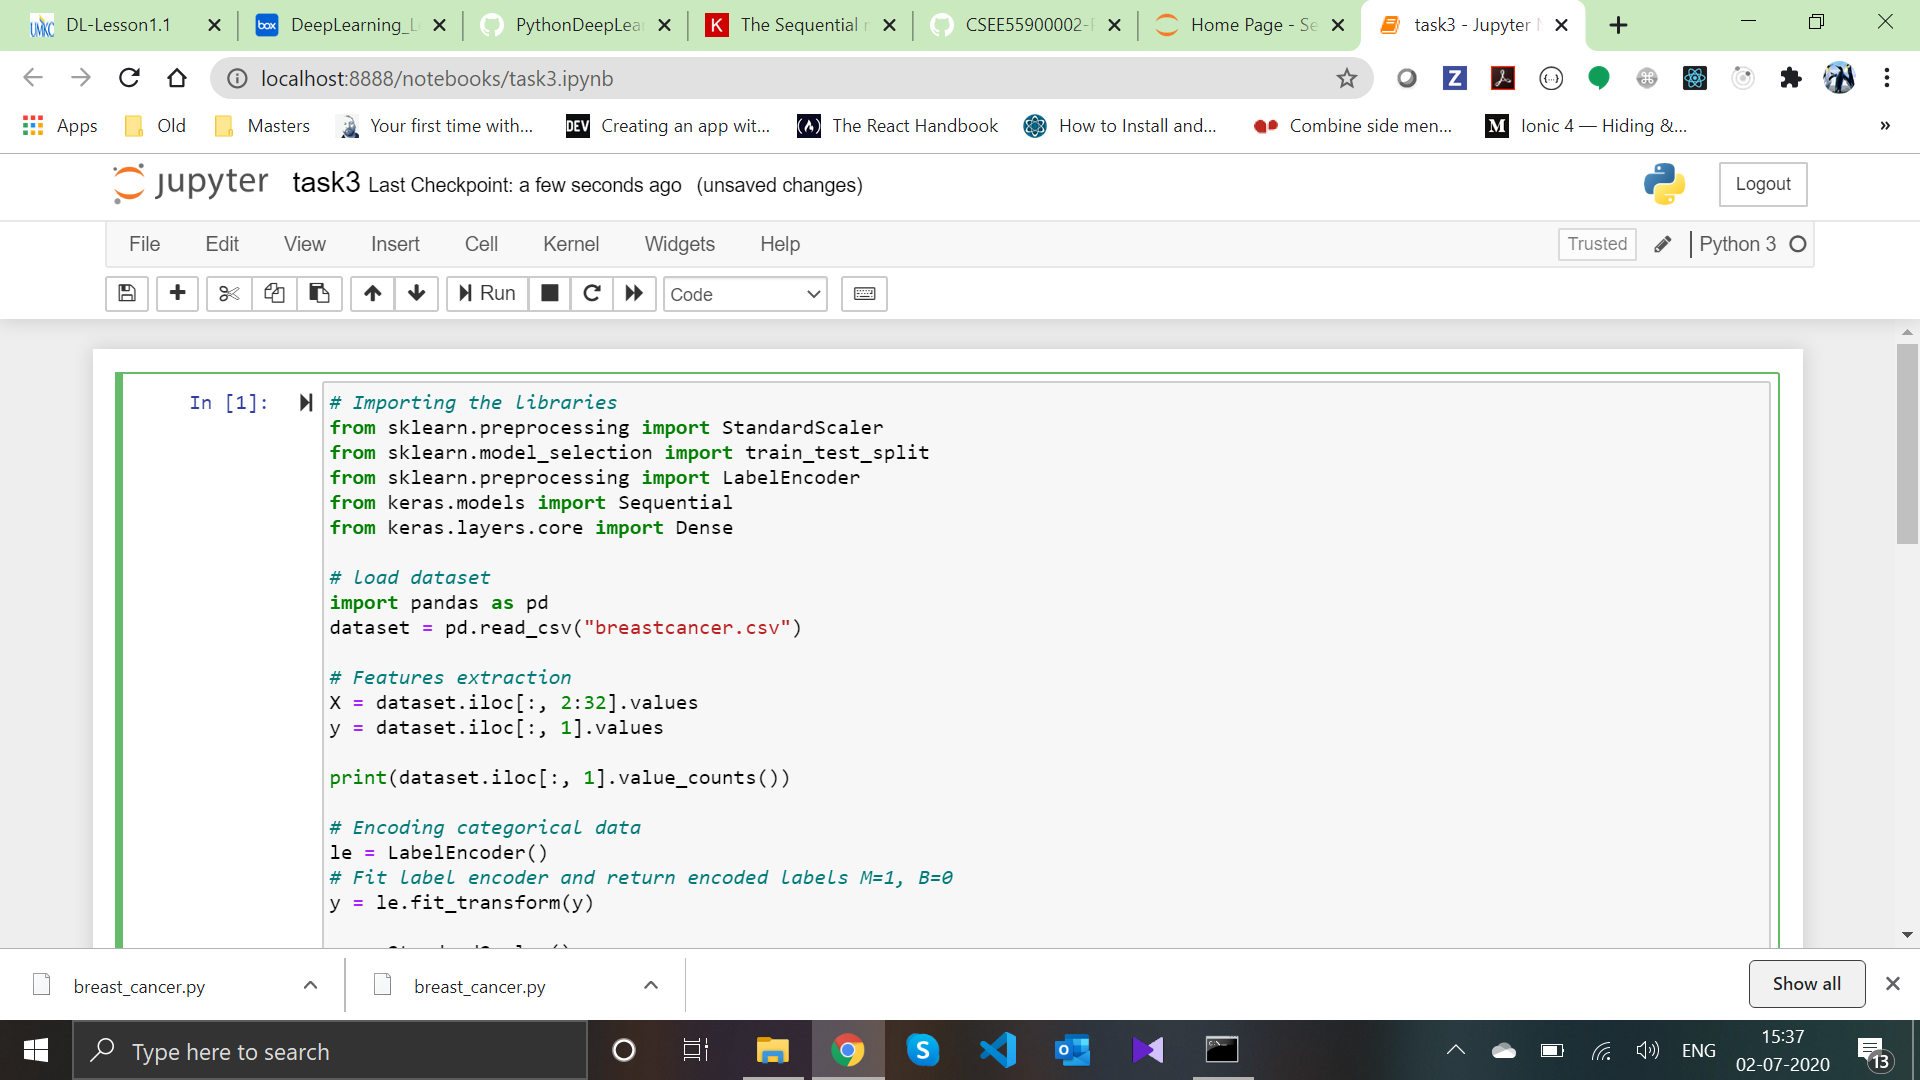 UMKC DL-Lesson1.1
box DeepLearning_L
PythonDeepLear
K The Sequential
CSEE55900002-
Home Page - Se
task3 - Jupyter
localhost:8888/notebooks/task3.ipynb
Apps Old Masters Your first time with... DEV Creating an app wit... The React Handbook How to Install and... Combine side men... M Ionic 4 — Hiding &... »
jupyter task3 Last Checkpoint: a few seconds ago (unsaved changes) Logout
File Edit View Insert Cell Kernel Widgets Help Trusted Python 3
Run Code
In [1]:
# Importing the libraries
from sklearn.preprocessing import StandardScaler
from sklearn.model_selection import train_test_split
from sklearn.preprocessing import LabelEncoder
from keras.models import Sequential
from keras.layers.core import Dense
# load dataset
import pandas as pd
dataset = pd.read_csv("breastcancer.csv")
# Features extraction
X = dataset.iloc[:, 2:32].values
y = dataset.iloc[:, 1].values
print(dataset.iloc[:, 1].value_counts())
# Encoding categorical data
le = LabelEncoder()
# Fit label encoder and return encoded labels M=1, B=0
y = le.fit_transform(y)
breast_cancer.py breast_cancer.py Show all
Type here to search
ENG
15:37
02-07-2020
13